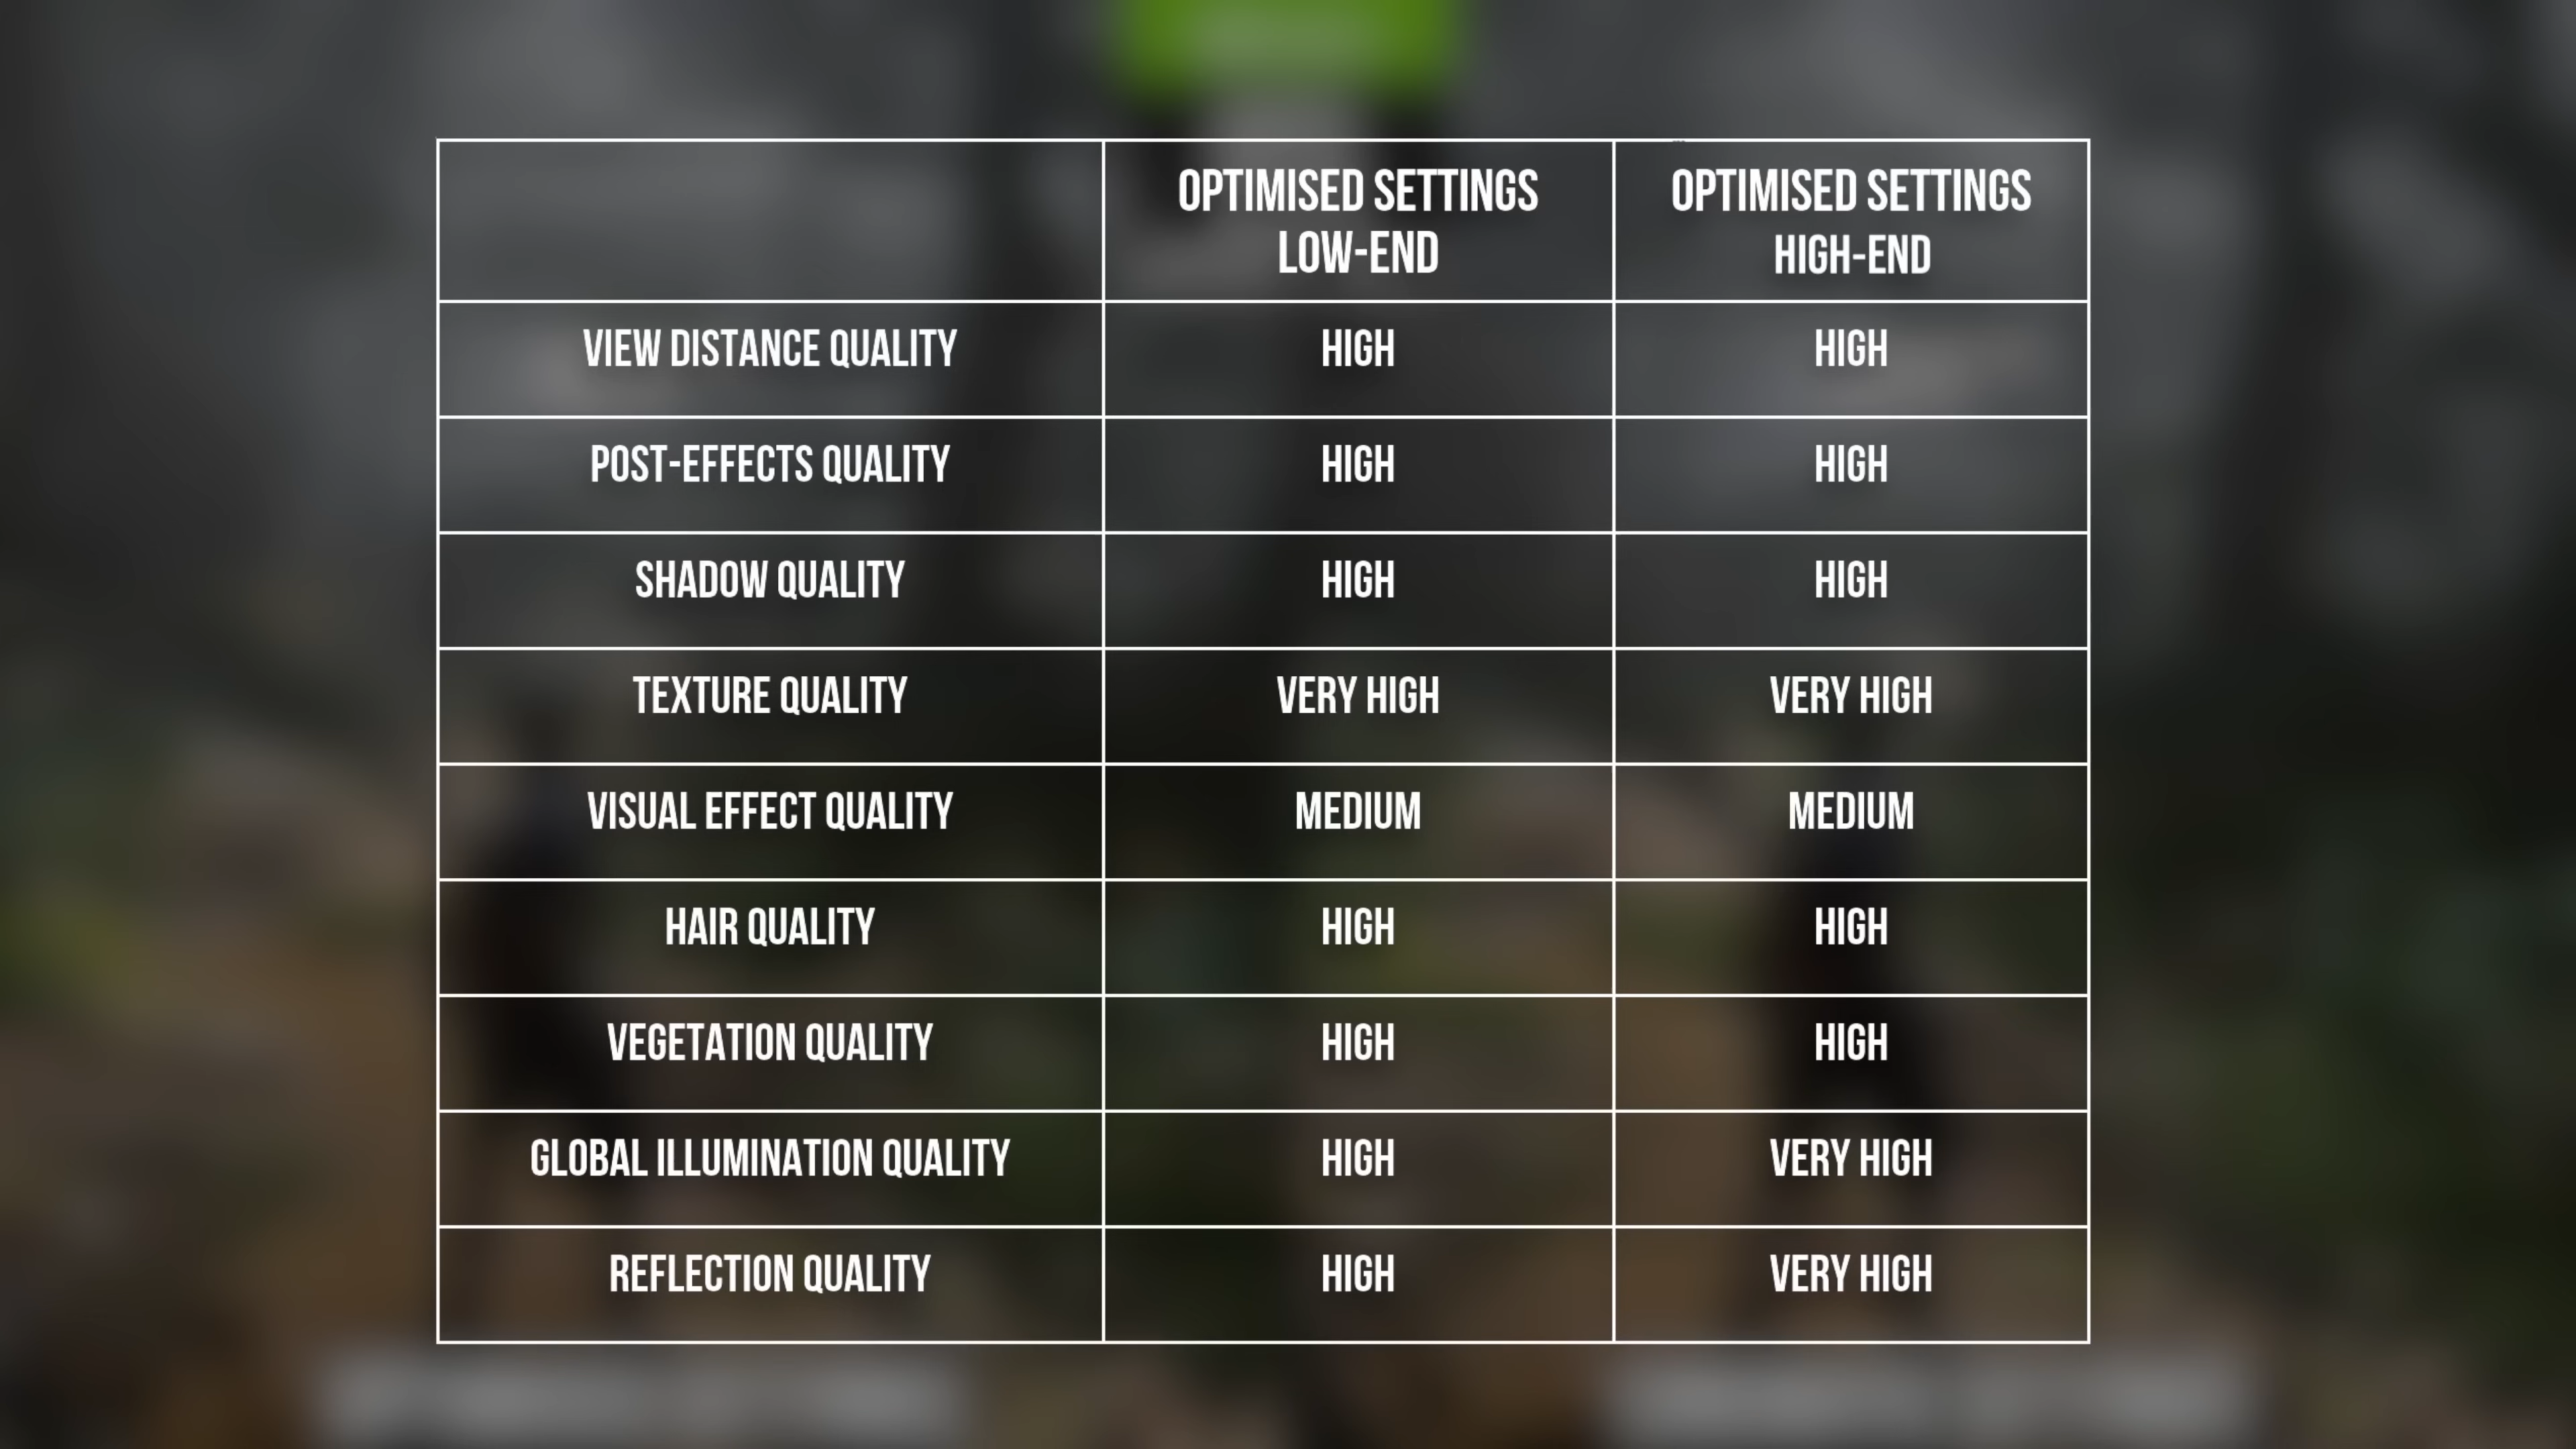 OPTIMISED SETTINGS
LOW-END
OPTIMISED SETTINGS
HIGH-END
VIEW DISTANCE QUALITY HIGH HIGH
POST-EFFECTS QUALITY HIGH HIGH
SHADOW QUALITY HIGH HIGH
TEXTURE QUALITY VERY HIGH VERY HIGH
VISUAL EFFECT QUALITY MEDIUM MEDIUM
HAIR QUALITY HIGH HIGH
VEGETATION QUALITY HIGH HIGH
GLOBAL ILLUMINATION QUALITY HIGH VERY HIGH
REFLECTION QUALITY HIGH VERY HIGH